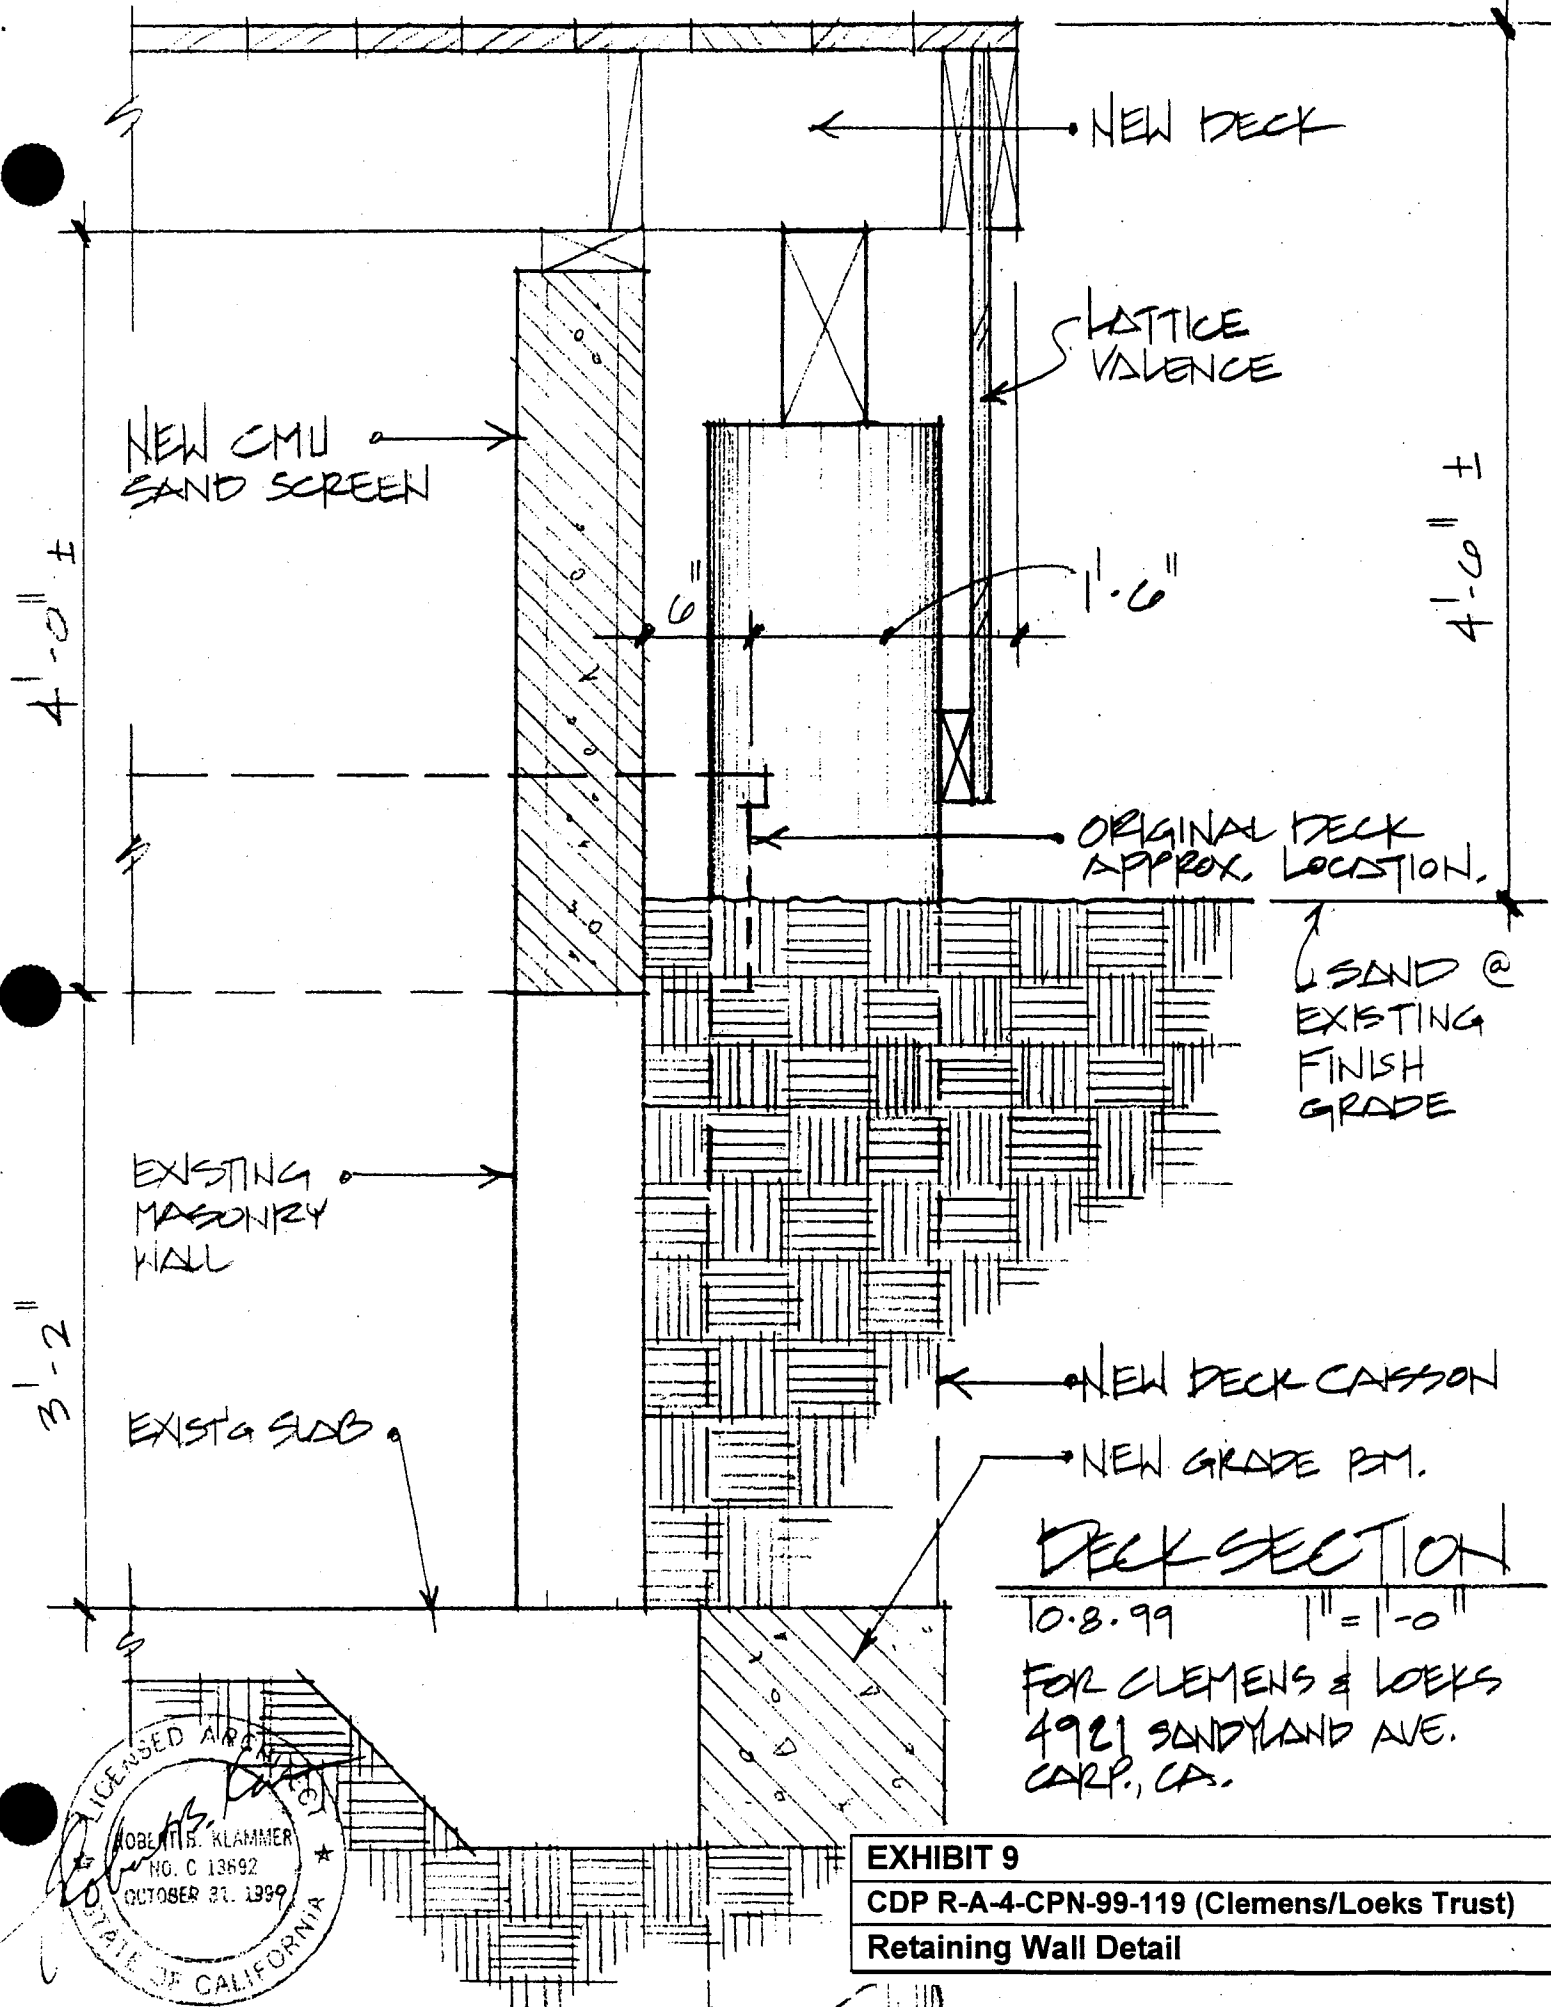 NEW DECK
LATTICE
VALENCE
NEW CMU
SAND SCREEN
4'-0" ±
6"
1'-6"
4'-6" ±
ORIGINAL DECK
APPROX. LOCATION.
SAND @
EXISTING
FINISH
GRADE
EXISTING
MASONRY
WALL
3'-2"
EXIST'G SLAB
NEW DECK CAISSON
NEW GRADE BM.
DECK SECTION
10.8.99 1"=1'-0"
FOR CLEMENS & LOEKS
4921 SANDYLAND AVE.
CARP., CA.
LICENSED ARCHITECT
ROBERT B. KLAMMER
NO. C 13692
OCTOBER 31. 1999
STATE OF CALIFORNIA
EXHIBIT 9
CDP R-A-4-CPN-99-119 (Clemens/Loeks Trust)
Retaining Wall Detail